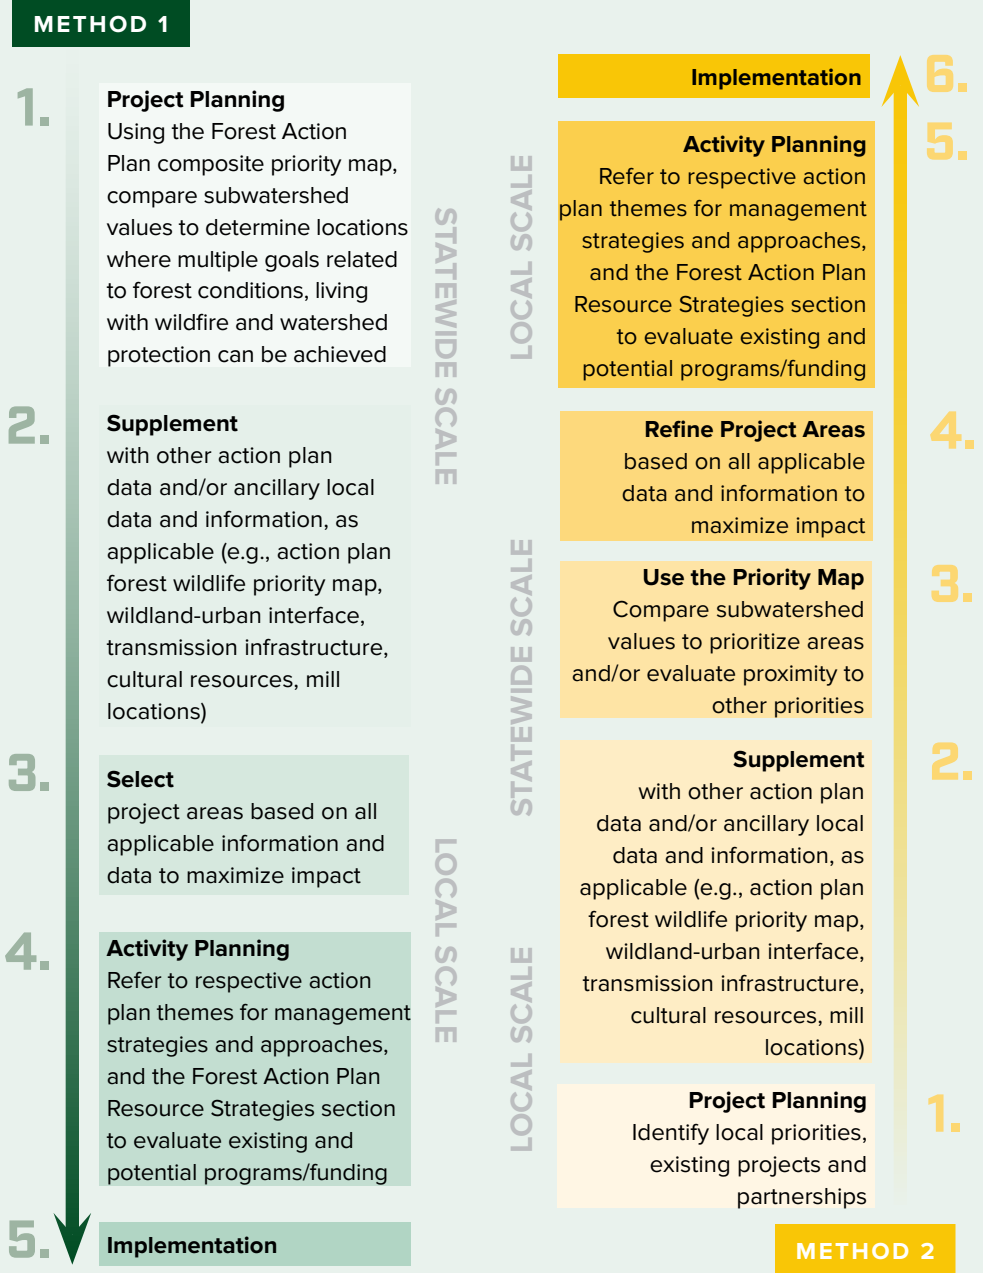 METHOD 1
1.
Project Planning
Using the Forest Action
Plan composite priority map,
compare subwatershed
values to determine locations
where multiple goals related
to forest conditions, living
with wildfire and watershed
protection can be achieved
2.
Supplement
with other action plan
data and/or ancillary local
data and information, as
applicable (e.g., action plan
forest wildlife priority map,
wildland-urban interface,
transmission infrastructure,
cultural resources, mill
locations)
3.
Select
project areas based on all
applicable information and
data to maximize impact
4.
Activity Planning
Refer to respective action
plan themes for management
strategies and approaches,
and the Forest Action Plan
Resource Strategies section
to evaluate existing and
potential programs/funding
5.
Implementation
STATEWIDE SCALE
LOCAL SCALE
LOCAL SCALE
STATEWIDE SCALE
LOCAL SCALE
Implementation
6.
Activity Planning
5.
Refer to respective action
plan themes for management
strategies and approaches,
and the Forest Action Plan
Resource Strategies section
to evaluate existing and
potential programs/funding
Refine Project Areas
4.
based on all applicable
data and information to
maximize impact
Use the Priority Map
3.
Compare subwatershed
values to prioritize areas
and/or evaluate proximity to
other priorities
Supplement
2.
with other action plan
data and/or ancillary local
data and information, as
applicable (e.g., action plan
forest wildlife priority map,
wildland-urban interface,
transmission infrastructure,
cultural resources, mill
locations)
Project Planning
1.
Identify local priorities,
existing projects and
partnerships
METHOD 2